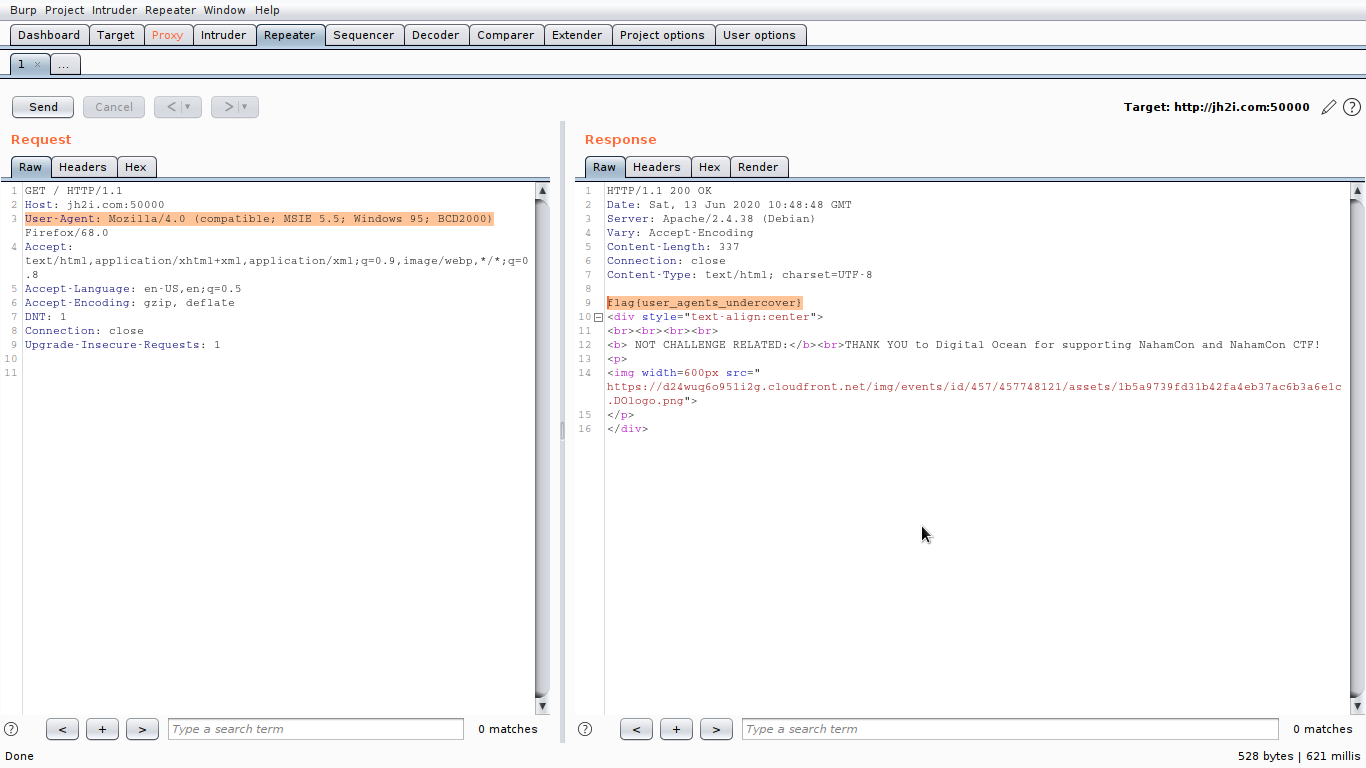 Burp Project Intruder Repeater Window Help
Dashboard Target Proxy Intruder Repeater Sequencer Decoder Comparer Extender Project options User options
1 × ...
Send Cancel < ▾ > ▾ Target: http://jh2i.com:50000 ?
Request
Raw Headers Hex
1 GET / HTTP/1.1
2 Host: jh2i.com:50000
3 User-Agent: Mozilla/4.0 (compatible; MSIE 5.5; Windows 95; BCD2000)
Firefox/68.0
4 Accept:
text/html,application/xhtml+xml,application/xml;q=0.9,image/webp,*/*;q=0
.8
5 Accept-Language: en-US,en;q=0.5
6 Accept-Encoding: gzip, deflate
7 DNT: 1
8 Connection: close
9 Upgrade-Insecure-Requests: 1
10
11
? < + > Type a search term 0 matches
Response
Raw Headers Hex Render
1 HTTP/1.1 200 OK
2 Date: Sat, 13 Jun 2020 10:48:48 GMT
3 Server: Apache/2.4.38 (Debian)
4 Vary: Accept-Encoding
5 Content-Length: 337
6 Connection: close
7 Content-Type: text/html; charset=UTF-8
8
9 flag{user_agents_undercover}
10 <div style="text-align:center">
11 <br><br><br><br>
12 <b> NOT CHALLENGE RELATED:</b><br>THANK YOU to Digital Ocean for supporting NahamCon and NahamCon CTF!
13 <p>
14 <img width=600px src="
https://d24wuq6o951i2g.cloudfront.net/img/events/id/457/457748121/assets/1b5a9739fd31b42fa4eb37ac6b3a6e1c
.DOlogo.png">
15 </p>
16 </div>
? < + > Type a search term 0 matches
Done 528 bytes | 621 millis